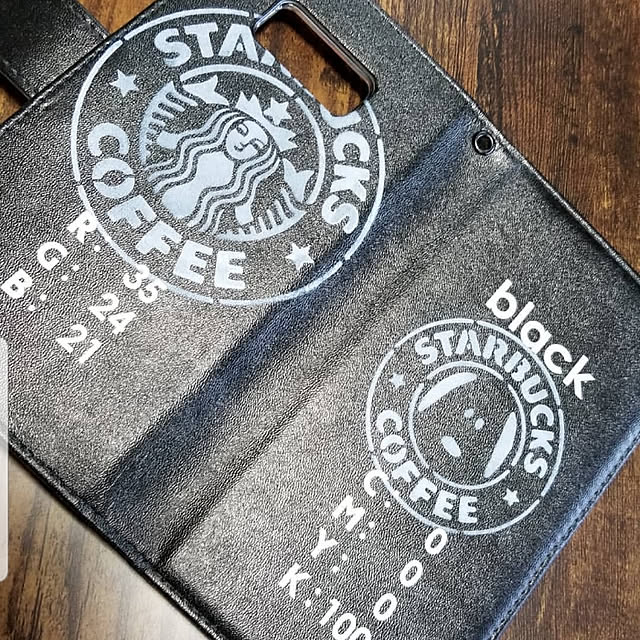 STARBUCKS
COFFEE
R: 35
G: 24
B: 21
black
STARBUCKS
COFFEE
C: 0
M: 0
Y: 0
K: 100